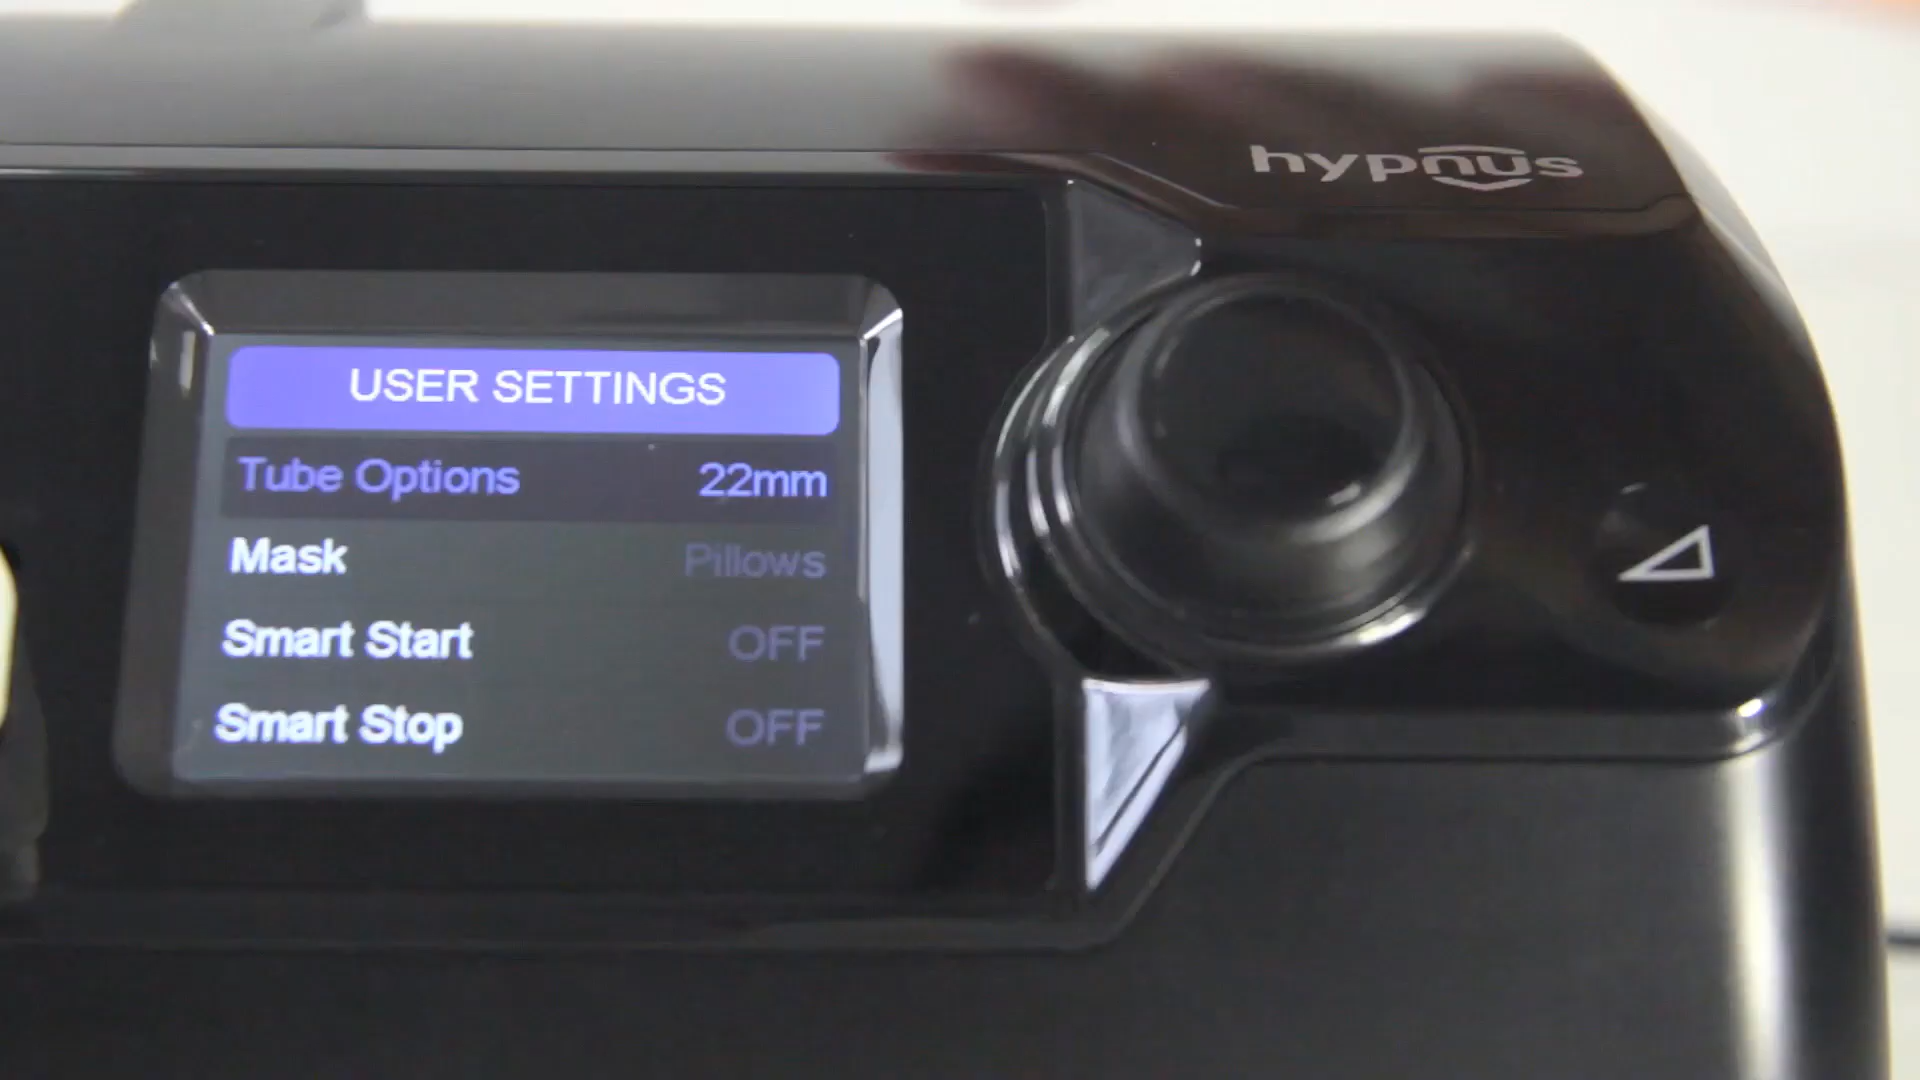 hypnus
USER SETTINGS
Tube Options 22mm
Mask Pillows
Smart Start OFF
Smart Stop OFF